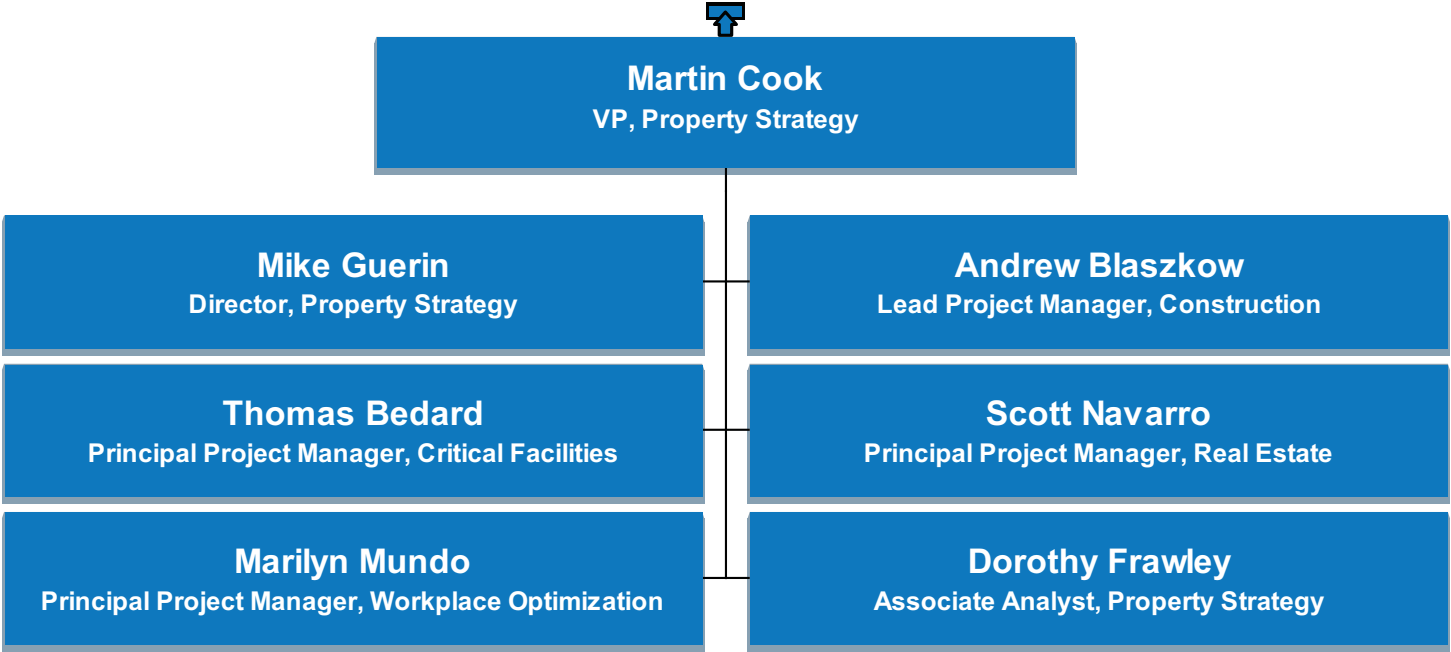 Martin Cook
VP, Property Strategy
Mike Guerin
Director, Property Strategy
Andrew Blaszkow
Lead Project Manager, Construction
Thomas Bedard
Principal Project Manager, Critical Facilities
Scott Navarro
Principal Project Manager, Real Estate
Marilyn Mundo
Principal Project Manager, Workplace Optimization
Dorothy Frawley
Associate Analyst, Property Strategy